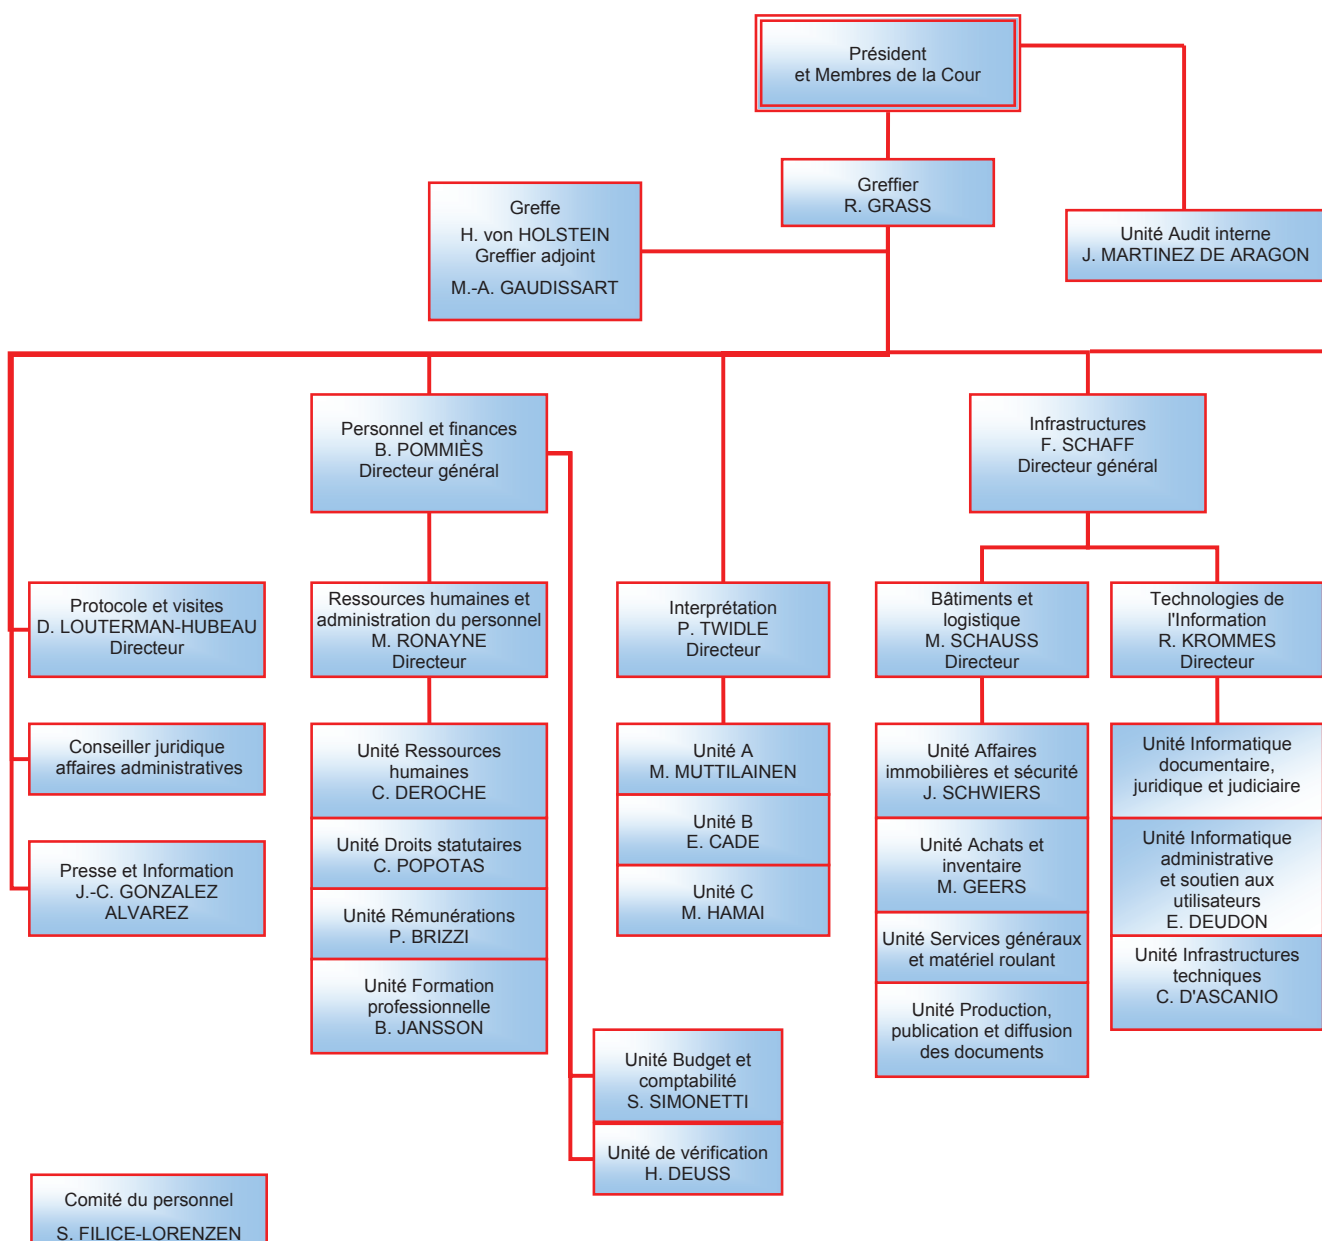 Président
et Membres de la Cour
Greffier
R. GRASS
Greffe
H. von HOLSTEIN
Greffier adjoint
M.-A. GAUDISSART
Unité Audit interne
J. MARTINEZ DE ARAGON
Personnel et finances
B. POMMIÈS
Directeur général
Infrastructures
F. SCHAFF
Directeur général
Protocole et visites
D. LOUTERMAN-HUBEAU
Directeur
Ressources humaines et
administration du personnel
M. RONAYNE
Directeur
Interprétation
P. TWIDLE
Directeur
Bâtiments et
logistique
M. SCHAUSS
Directeur
Technologies de
l'Information
R. KROMMES
Directeur
Conseiller juridique
affaires administratives
Presse et Information
J.-C. GONZALEZ
ALVAREZ
Unité Ressources
humaines
C. DEROCHE
Unité Droits statutaires
C. POPOTAS
Unité Rémunérations
P. BRIZZI
Unité Formation
professionnelle
B. JANSSON
Unité A
M. MUTTILAINEN
Unité B
E. CADE
Unité C
M. HAMAI
Unité Affaires
immobilières et sécurité
J. SCHWIERS
Unité Achats et
inventaire
M. GEERS
Unité Services généraux
et matériel roulant
Unité Production,
publication et diffusion
des documents
Unité Informatique
documentaire,
juridique et judiciaire
Unité Informatique
administrative
et soutien aux
utilisateurs
E. DEUDON
Unité Infrastructures
techniques
C. D'ASCANIO
Unité Budget et
comptabilité
S. SIMONETTI
Unité de vérification
H. DEUSS
Comité du personnel
S. FILICE-LORENZEN